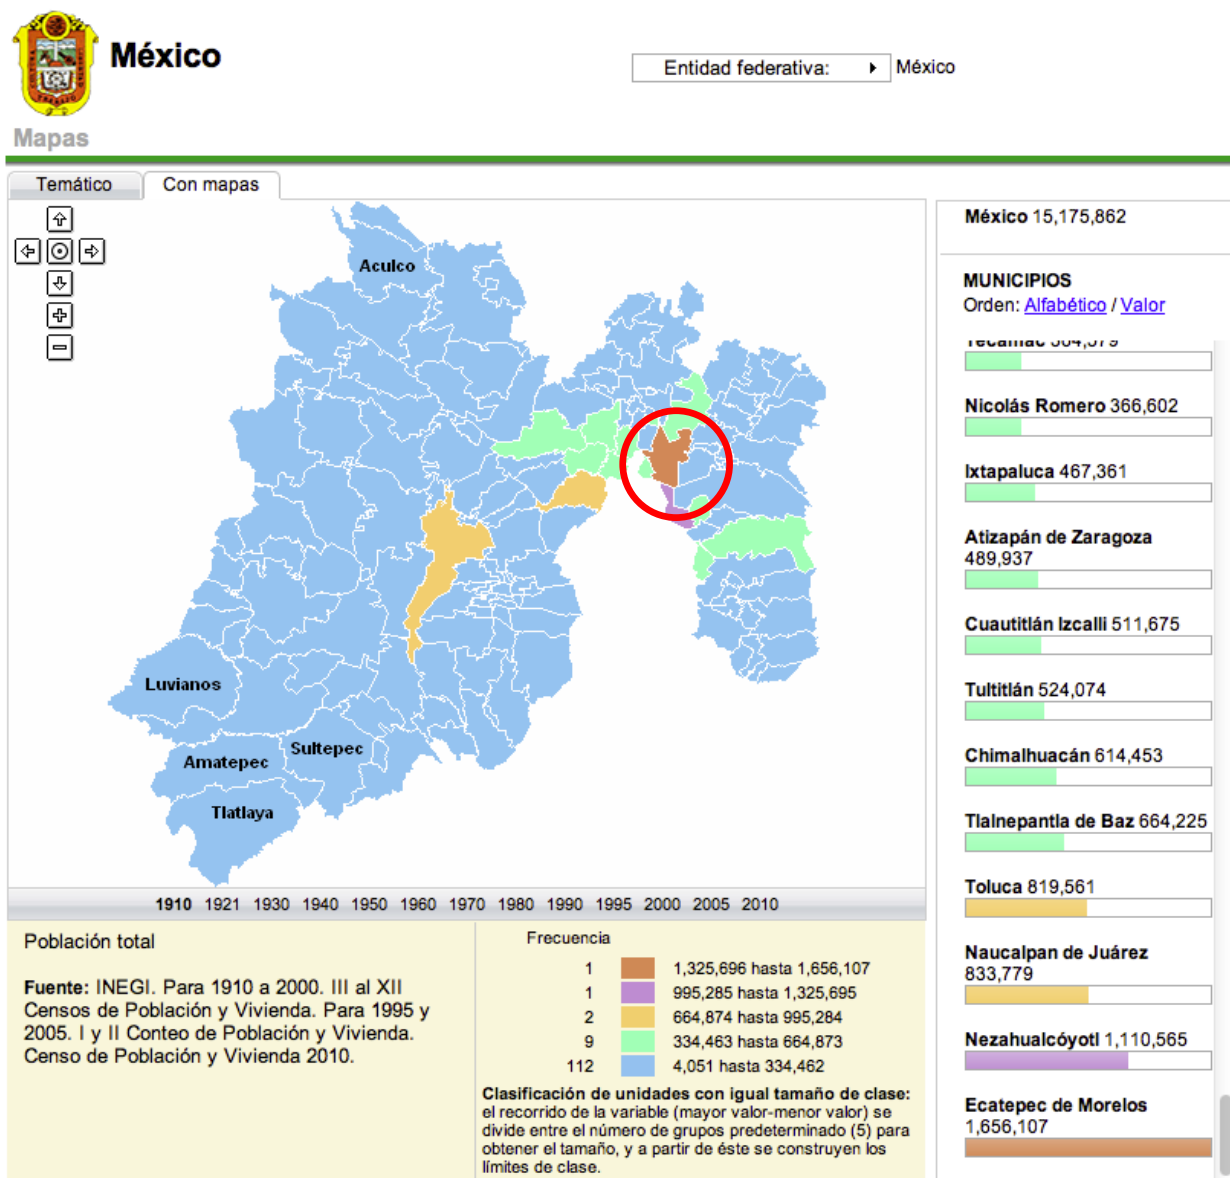 México
Entidad federativa:
México
Mapas
Temático
Con mapas
Aculco
Luvianos
Sultepec
Amatepec
Tlatlaya
1910 1921 1930 1940 1950 1960 1970 1980 1990 1995 2000 2005 2010
Población total
Fuente: INEGI. Para 1910 a 2000. III al XII
Censos de Población y Vivienda. Para 1995 y
2005. I y II Conteo de Población y Vivienda.
Censo de Población y Vivienda 2010.
Frecuencia
1 1,325,696 hasta 1,656,107
1 995,285 hasta 1,325,695
2 664,874 hasta 995,284
9 334,463 hasta 664,873
112 4,051 hasta 334,462
Clasificación de unidades con igual tamaño de clase:
el recorrido de la variable (mayor valor-menor valor) se
divide entre el número de grupos predeterminado (5) para
obtener el tamaño, y a partir de éste se construyen los
límites de clase.
México 15,175,862
MUNICIPIOS
Orden: Alfabético / Valor
Tecámac 364,579
Nicolás Romero 366,602
Ixtapaluca 467,361
Atizapán de Zaragoza
489,937
Cuautitlán Izcalli 511,675
Tultitlán 524,074
Chimalhuacán 614,453
Tlalnepantla de Baz 664,225
Toluca 819,561
Naucalpan de Juárez
833,779
Nezahualcóyotl 1,110,565
Ecatepec de Morelos
1,656,107